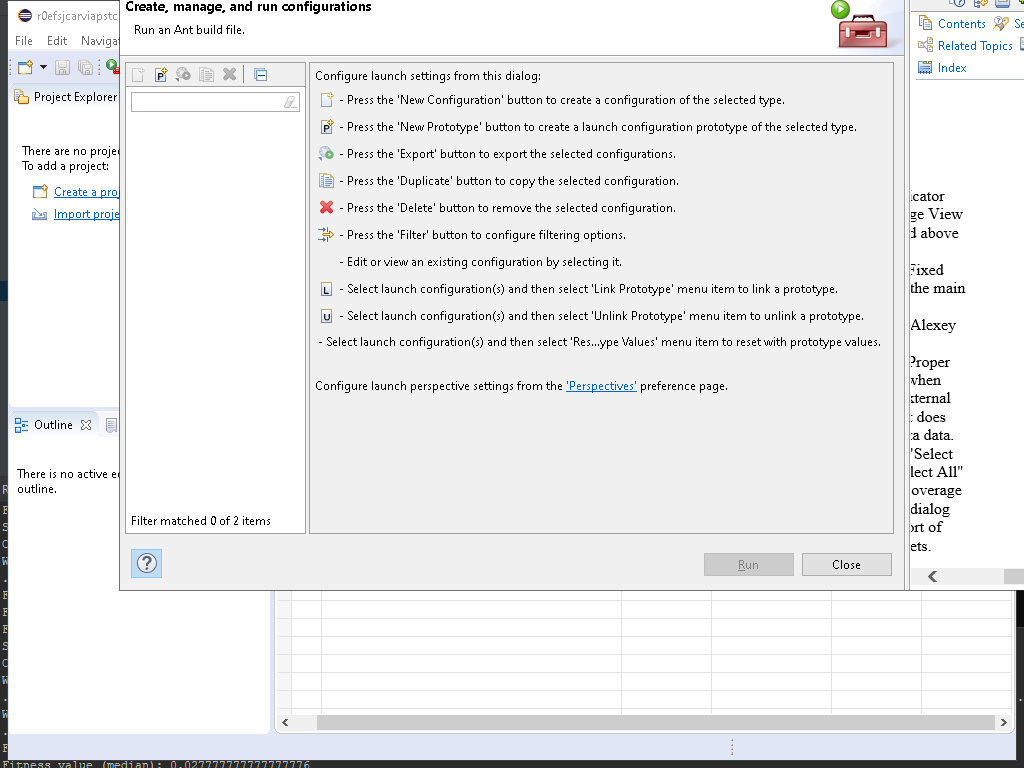 Create, manage, and run configurations
Run an Ant build file.
r0efsjcarviapstc
File Edit Navigat
Project Explorer
There are no projec
To add a project:
Create a proj
Import proje
Outline
There is no active ed
outline.
Filter matched 0 of 2 items
Configure launch settings from this dialog:
- Press the 'New Configuration' button to create a configuration of the selected type.
- Press the 'New Prototype' button to create a launch configuration prototype of the selected type.
- Press the 'Export' button to export the selected configurations.
- Press the 'Duplicate' button to copy the selected configuration.
- Press the 'Delete' button to remove the selected configuration.
- Press the 'Filter' button to configure filtering options.
- Edit or view an existing configuration by selecting it.
- Select launch configuration(s) and then select 'Link Prototype' menu item to link a prototype.
- Select launch configuration(s) and then select 'Unlink Prototype' menu item to unlink a prototype.
- Select launch configuration(s) and then select 'Res...ype Values' menu item to reset with prototype values.
Configure launch perspective settings from the 'Perspectives' preference page.
Run Close
Contents Se
Related Topics
Index
icator
ge View
d above
Fixed
the main
Alexey
Proper
when
xternal
t does
ta data.
"Select
lect All"
overage
dialog
ort of
ets.
Fitness value (median): 0.027777777777777776